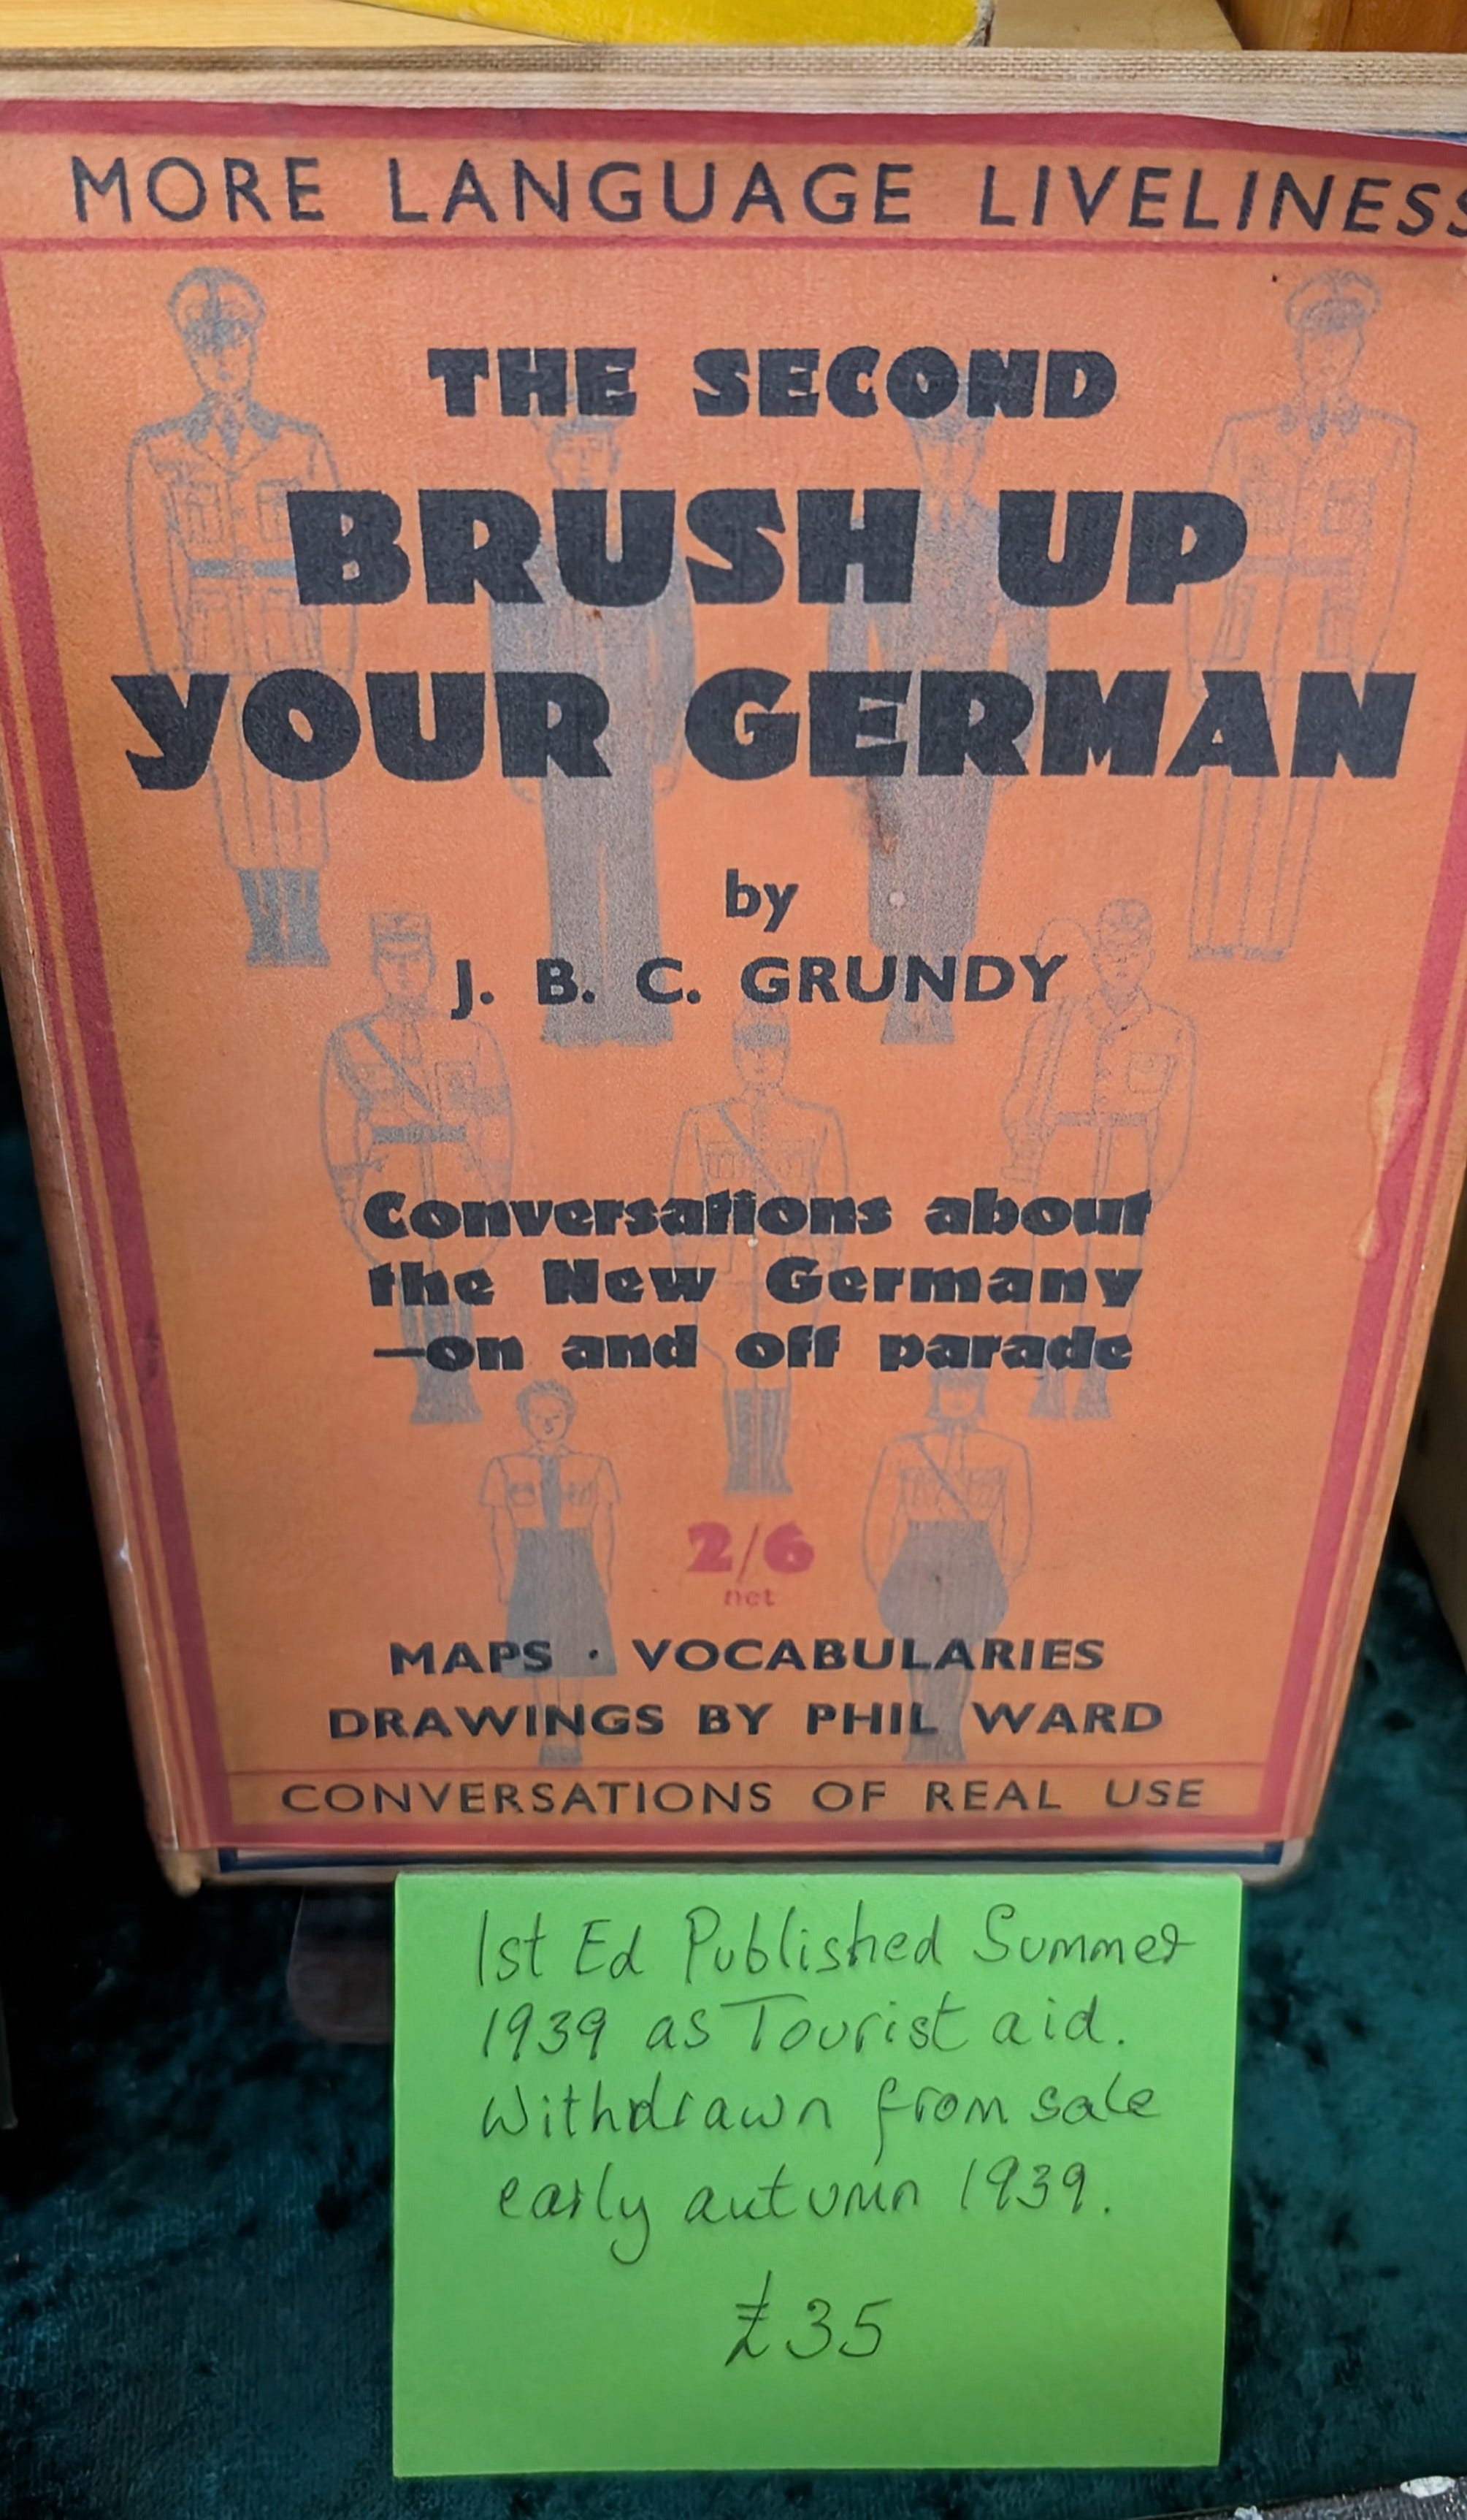 MORE LANGUAGE LIVELINESS
THE SECOND
BRUSH UP
YOUR GERMAN
by
J. B. C. GRUNDY
Conversations about
the New Germany
—on and off parade
2/6
net
MAPS · VOCABULARIES
DRAWINGS BY PHIL WARD
CONVERSATIONS OF REAL USE
1st Ed Published Summer
1939 as Tourist aid.
Withdrawn from sale
early autumn 1939.
£35